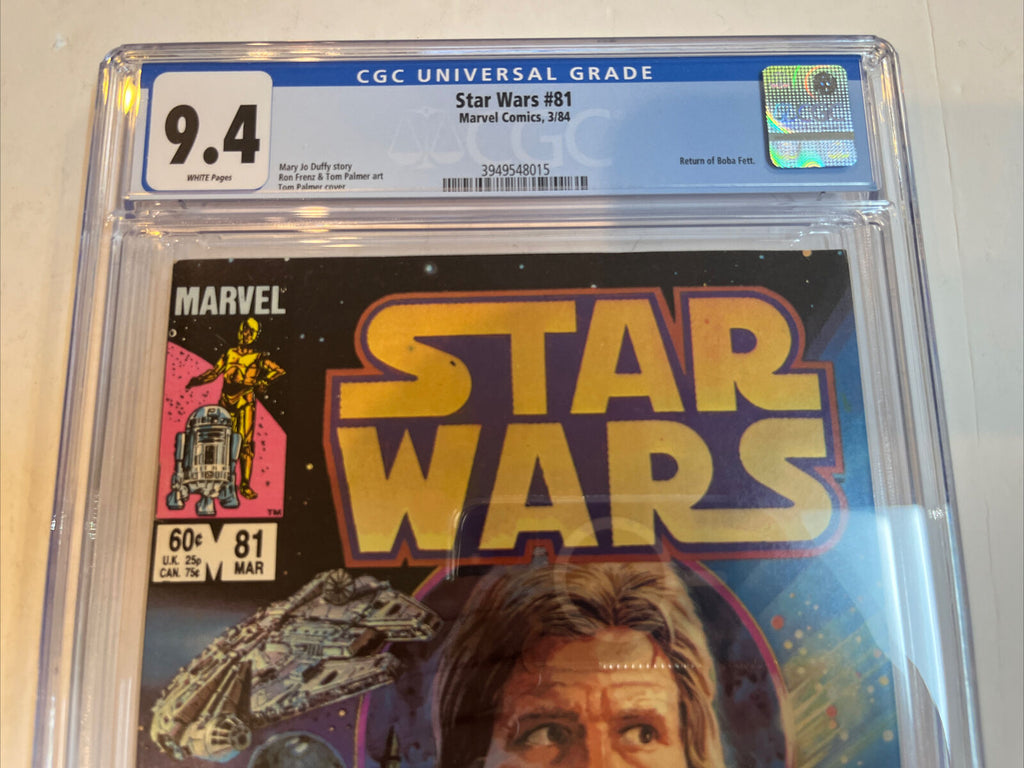 CGC UNIVERSAL GRADE
9.4
WHITE Pages
Star Wars #81
Marvel Comics, 3/84
CGC
Mary Jo Duffy story
Ron Frenz & Tom Palmer art
Tom Palmer cover
3949548015
Return of Boba Fett.
CGC
MARVEL
STAR
WARS
TM
60¢
U.K. 25p
CAN. 75¢
M
81
MAR